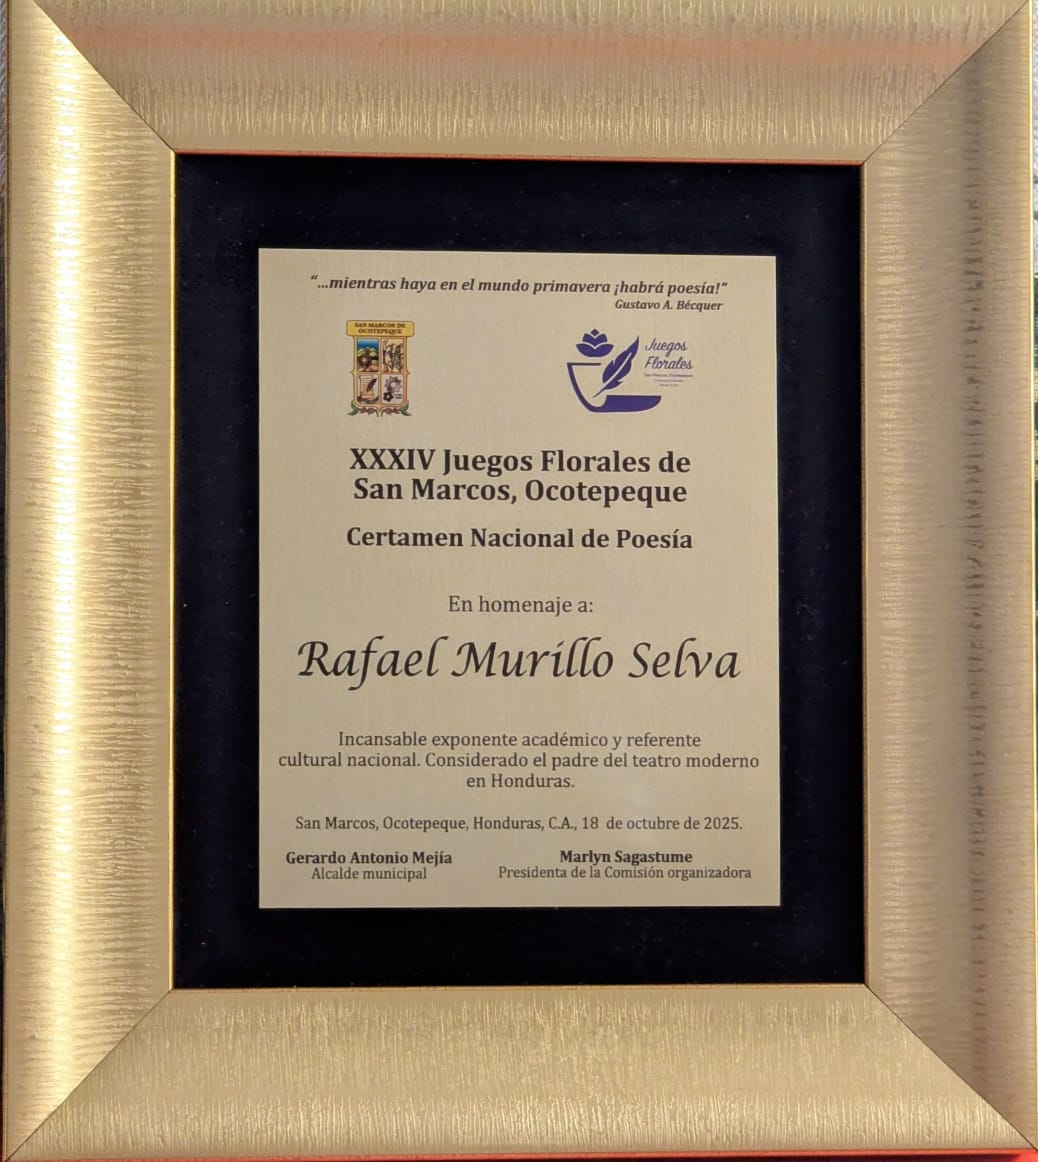 “...mientras haya en el mundo primavera ¡habrá poesía!”
Gustavo A. Bécquer
SAN MARCOS DE
OCOTEPEQUE
Juegos
Florales
San Marcos, Ocotepeque
XXXIV Juegos Florales de
San Marcos, Ocotepeque
Certamen Nacional de Poesía
En homenaje a:
Rafael Murillo Selva
Incansable exponente académico y referente
cultural nacional. Considerado el padre del teatro moderno
en Honduras.
San Marcos, Ocotepeque, Honduras, C.A., 18 de octubre de 2025.
Gerardo Antonio Mejía
Alcalde municipal
Marlyn Sagastume
Presidenta de la Comisión organizadora